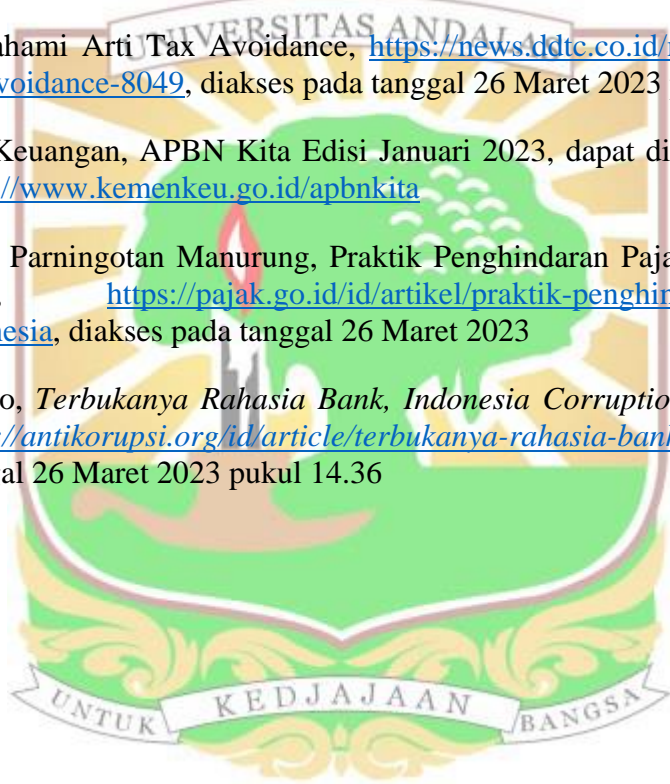 UNIVERSITAS ANDALAS
ahami Arti Tax Avoidance, https://news.ddtc.co.id/
voidance-8049, diakses pada tanggal 26 Maret 2023
Keuangan, APBN Kita Edisi Januari 2023, dapat di
//www.kemenkeu.go.id/apbnkita
Parningotan Manurung, Praktik Penghindaran Paja
https://pajak.go.id/id/artikel/praktik-penghin
nesia, diakses pada tanggal 26 Maret 2023
o, Terbukanya Rahasia Bank, Indonesia Corruptio
://antikorupsi.org/id/article/terbukanya-rahasia-bank
al 26 Maret 2023 pukul 14.36
UNTUK KEDJAJAAN BANGSA